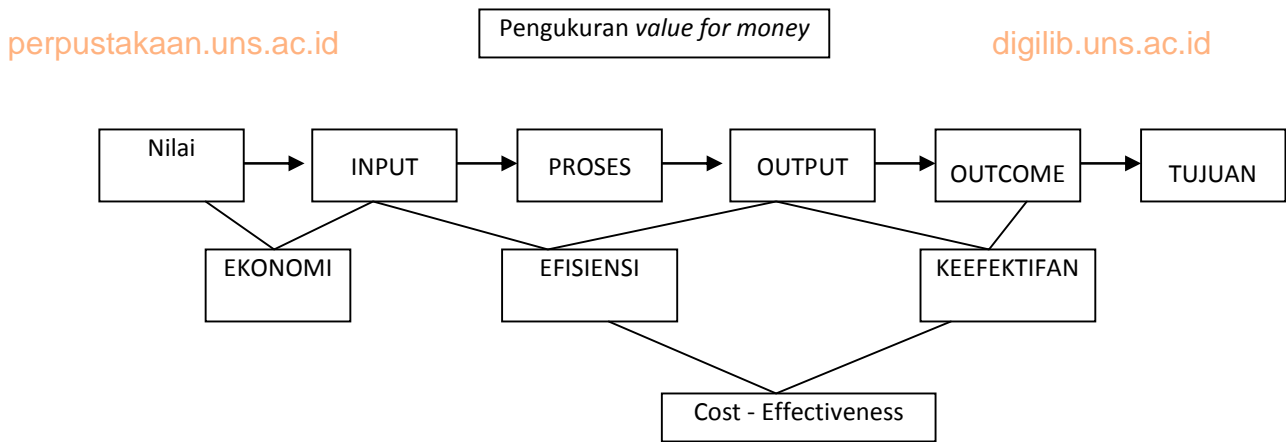 Pengukuran value for money
perpustakaan.uns.ac.id
digilib.uns.ac.id
Nilai
INPUT
PROSES
OUTPUT
OUTCOME
TUJUAN
EKONOMI
EFISIENSI
KEEFEKTIFAN
Cost - Effectiveness